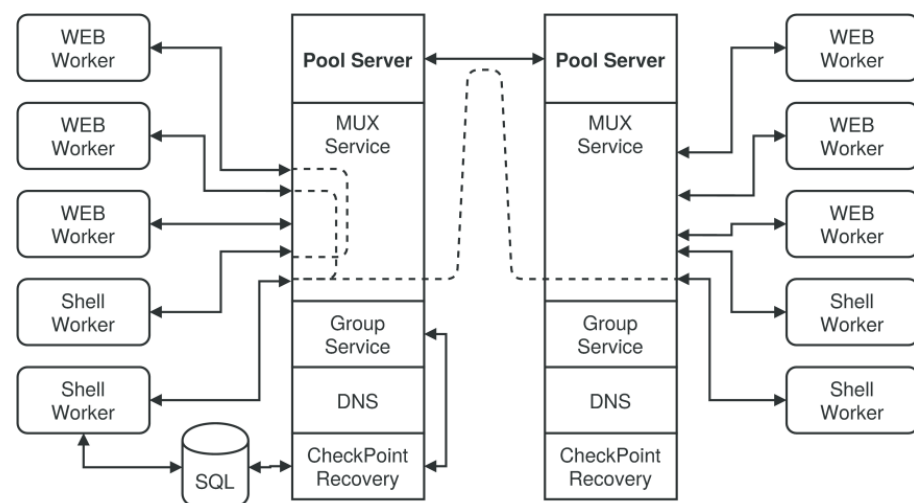 WEB
Worker
WEB
Worker
WEB
Worker
Shell
Worker
Shell
Worker
SQL
Pool Server
MUX
Service
Group
Service
DNS
CheckPoint
Recovery
Pool Server
MUX
Service
Group
Service
DNS
CheckPoint
Recovery
WEB
Worker
WEB
Worker
WEB
Worker
Shell
Worker
Shell
Worker